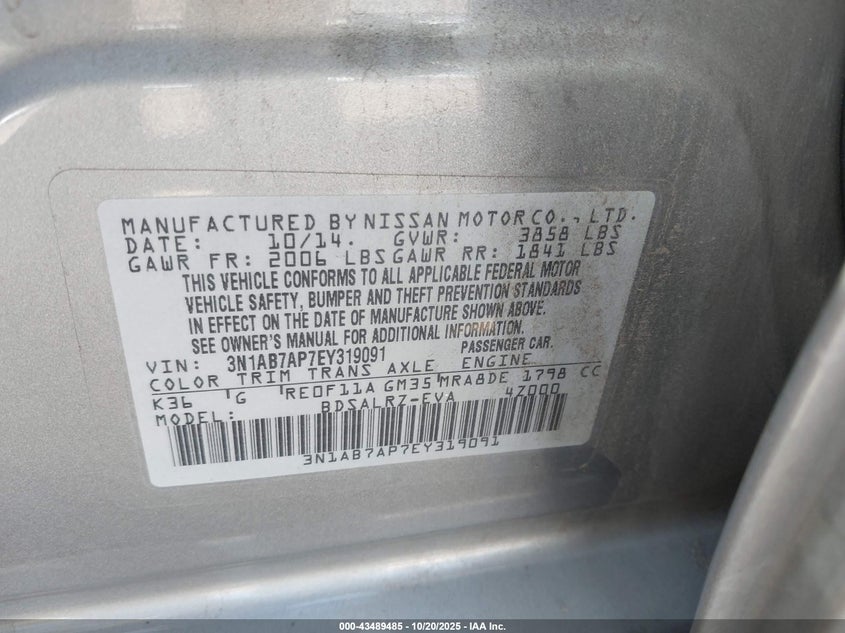 MANUFACTURED BY NISSAN MOTOR CO., LTD.
DATE: 10/14. GVWR: 3858 LBS
GAWR FR: 2006 LBS GAWR RR: 1841 LBS
THIS VEHICLE CONFORMS TO ALL APPLICABLE FEDERAL MOTOR
VEHICLE SAFETY, BUMPER AND THEFT PREVENTION STANDARDS
IN EFFECT ON THE DATE OF MANUFACTURE SHOWN ABOVE.
SEE OWNER'S MANUAL FOR ADDITIONAL INFORMATION.
VIN: 3N1AB7AP7EY319091 PASSENGER CAR.
COLOR TRIM TRANS AXLE ENGINE
K36 G RE0F11A GM35 MRA8DE 1798 CC
MODEL: BDSALRZ-EVA 4Z000
3N1AB7AP7EY319091
000-43489485 - 10/20/2025 - IAA Inc.